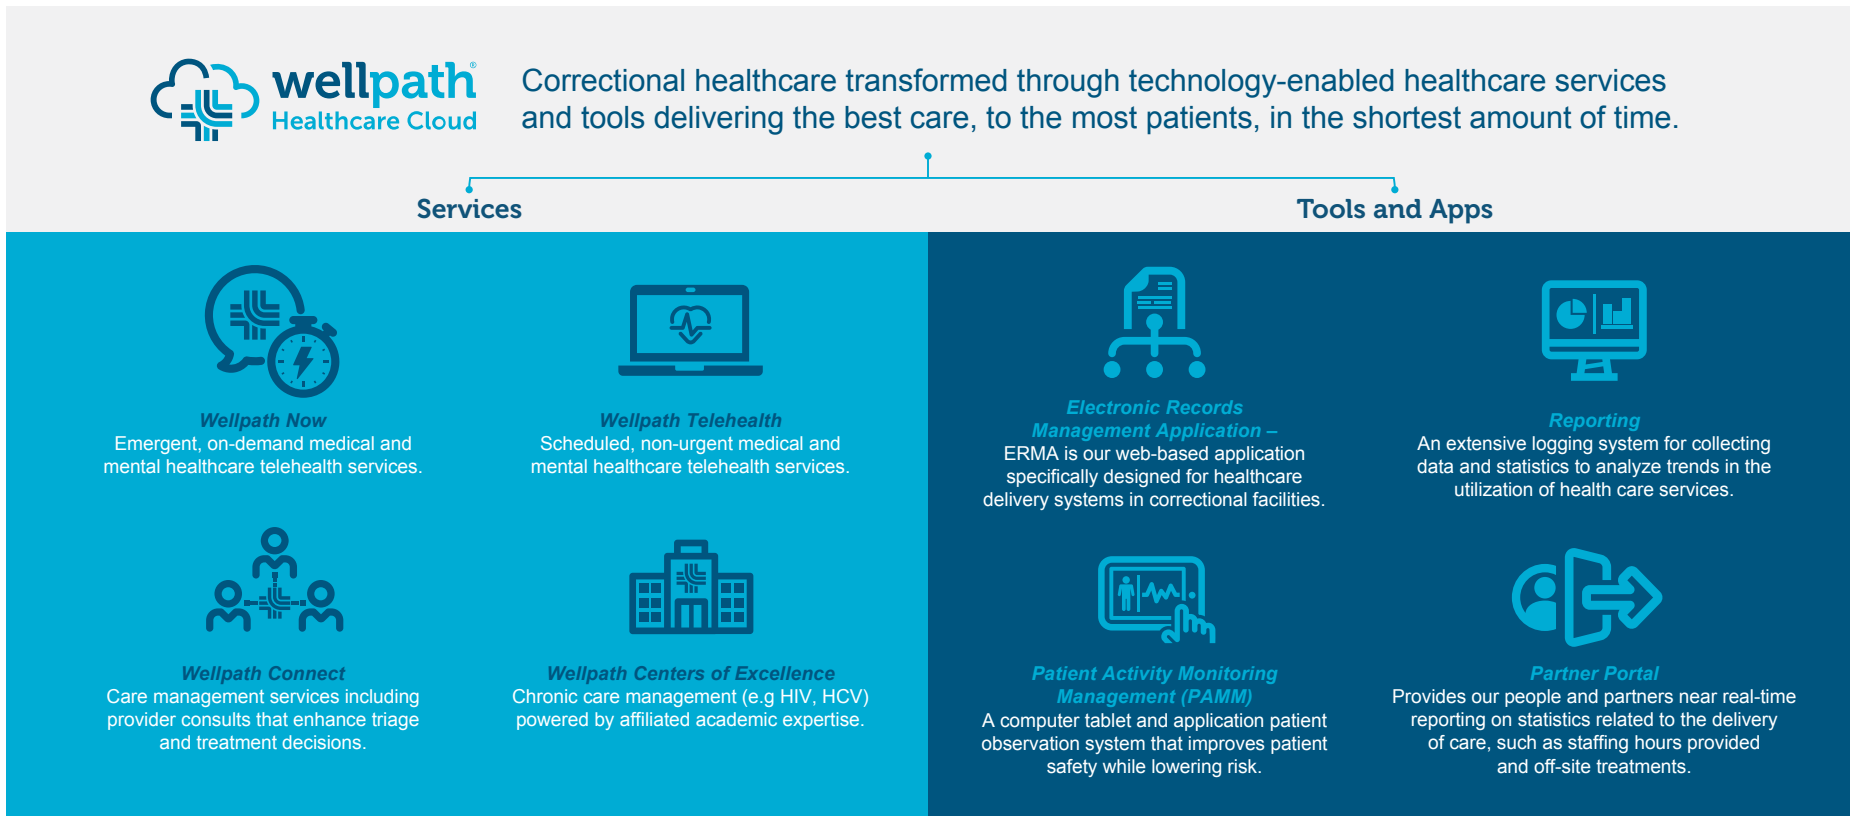 wellpath®
Healthcare Cloud
Correctional healthcare transformed through technology-enabled healthcare services
and tools delivering the best care, to the most patients, in the shortest amount of time.
Services
Wellpath Now
Emergent, on-demand medical and
mental healthcare telehealth services.
Wellpath Telehealth
Scheduled, non-urgent medical and
mental healthcare telehealth services.
Wellpath Connect
Care management services including
provider consults that enhance triage
and treatment decisions.
Wellpath Centers of Excellence
Chronic care management (e.g HIV, HCV)
powered by affiliated academic expertise.
Tools and Apps
Electronic Records
Management Application –
ERMA is our web-based application
specifically designed for healthcare
delivery systems in correctional facilities.
Reporting
An extensive logging system for collecting
data and statistics to analyze trends in the
utilization of health care services.
Patient Activity Monitoring
Management (PAMM)
A computer tablet and application patient
observation system that improves patient
safety while lowering risk.
Partner Portal
Provides our people and partners near real-time
reporting on statistics related to the delivery
of care, such as staffing hours provided
and off-site treatments.